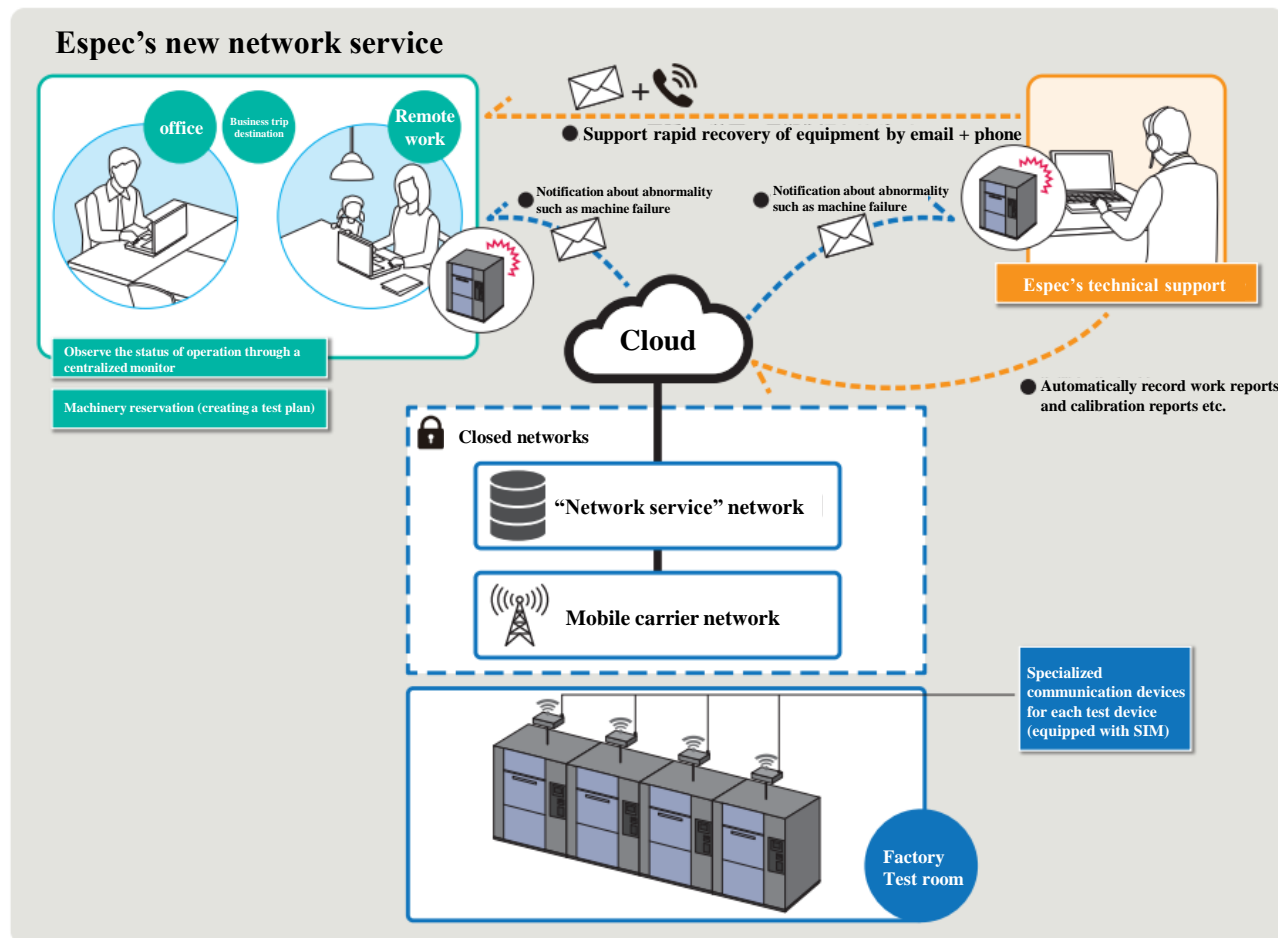 Espec’s new network service
office
Business trip
destination
Remote
work
+
● Support rapid recovery of equipment by email + phone
● Notification about abnormality
such as machine failure
● Notification about abnormality
such as machine failure
Espec’s technical support
Cloud
Observe the status of operation through a
centralized monitor
Machinery reservation (creating a test plan)
● Automatically record work reports
and calibration reports etc.
Closed networks
“Network service” network
Mobile carrier network
Specialized
communication devices
for each test device
(equipped with SIM)
Factory
Test room